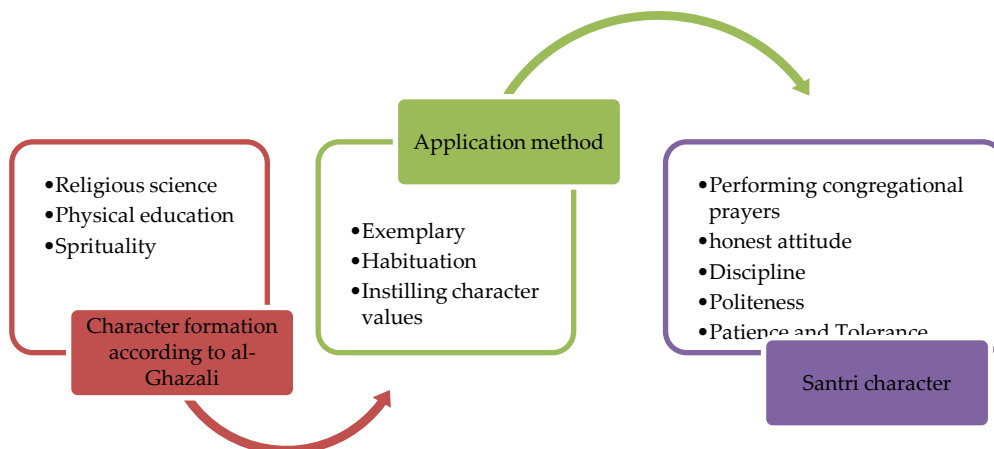 •Religious science
•Physical education
•Sprituality
Character formation
according to al-
Ghazali
Application method
•Exemplary
•Habituation
•Instilling character
values
•Performing congregational
prayers
•honest attitude
•Discipline
•Politeness
•Patience and Tolerance
Santri character